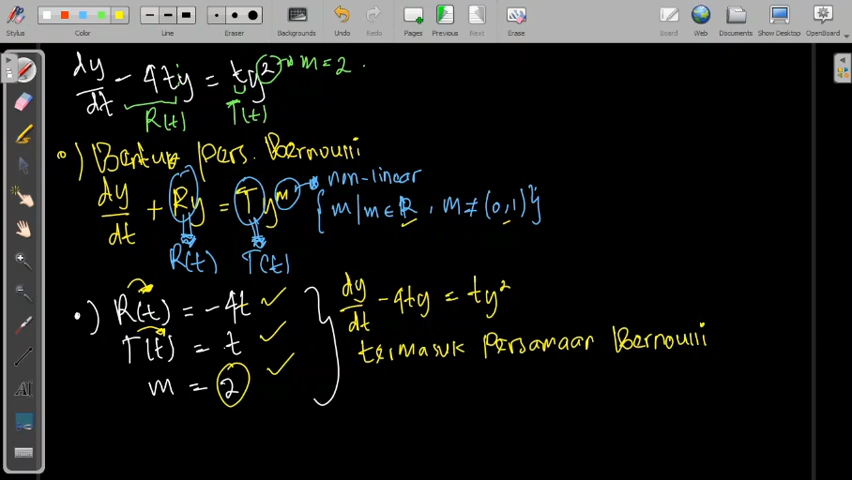 Stylus
Color
Line
Eraser
Backgrounds
Undo
Redo
Pages
Previous
Next
Erase
Board
Web
Documents
Show Desktop
OpenBoard
dy/dt - 4ty = ty² → m = 2
R(t) T(t)
•) Bentuk Pers. Bernoulli
dy/dt + Ry = Ty^m → non-linear
{m | m ∈ R, m ≠ (0,1)}
R(t) T(t)
•) R(t) = -4t ✓
T(t) = t ✓
m = 2 ✓
dy/dt - 4ty = ty²
termasuk Persamaan Bernoulli